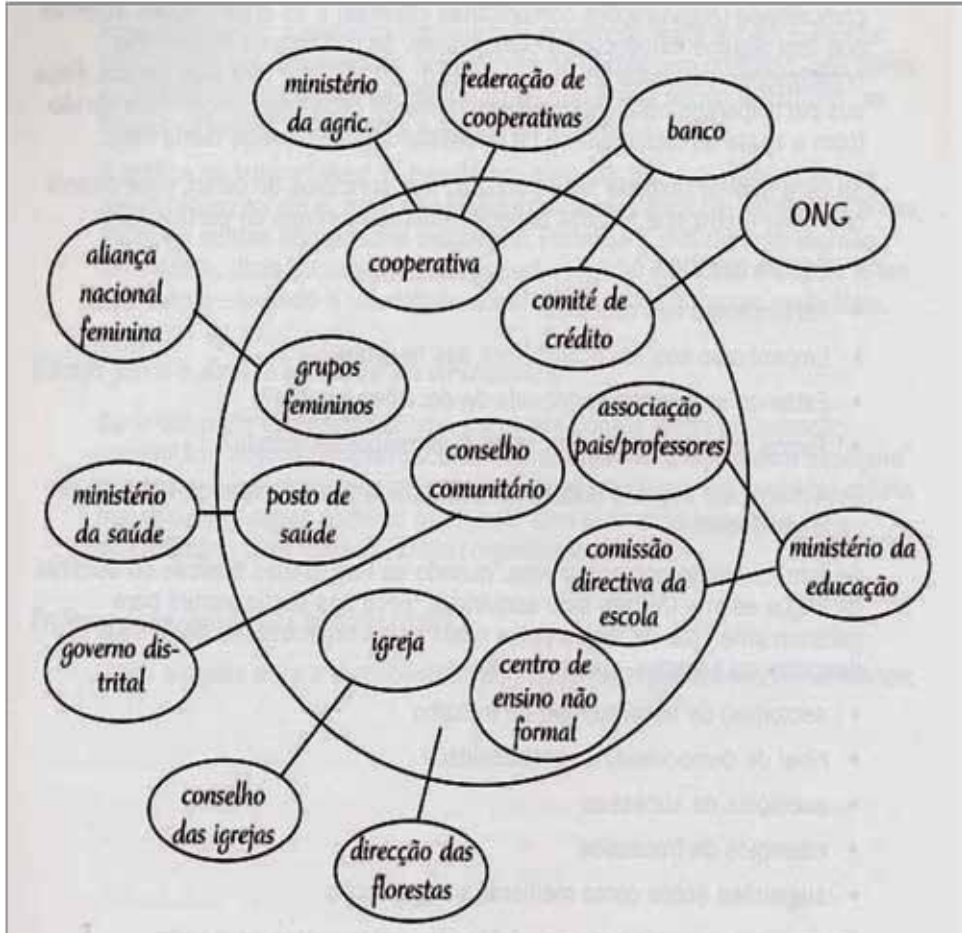 ministério
da agric.
federação de
cooperativas
banco
ONG
cooperativa
comité de
crédito
aliança
nacional
feminina
grupos
femininos
associação
pais/professores
conselho
comunitário
ministério
da saúde
posto de
saúde
comissão
directiva da
escola
ministério da
educação
governo dis-
trital
igreja
centro de
ensino não
formal
conselho
das igrejas
direcção das
florestas